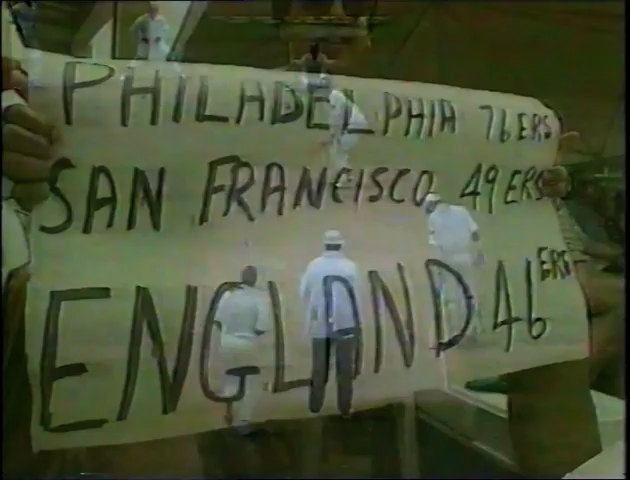 PHILADELPHIA 76ERS
SAN FRANCISCO 49ERS
ENGLAND 46ERS